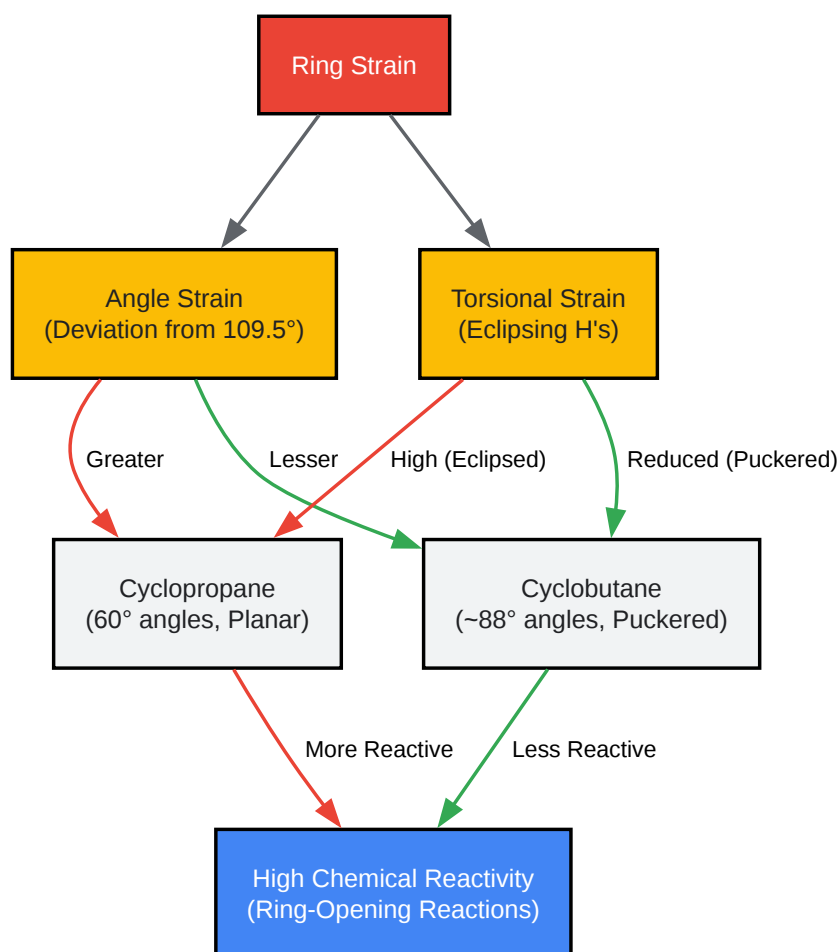 Ring Strain
Angle Strain
(Deviation from 109.5°)
Torsional Strain
(Eclipsing H's)
Greater
Lesser
High (Eclipsed)
Reduced (Puckered)
Cyclopropane
(60° angles, Planar)
Cyclobutane
(~88° angles, Puckered)
More Reactive
Less Reactive
High Chemical Reactivity
(Ring-Opening Reactions)